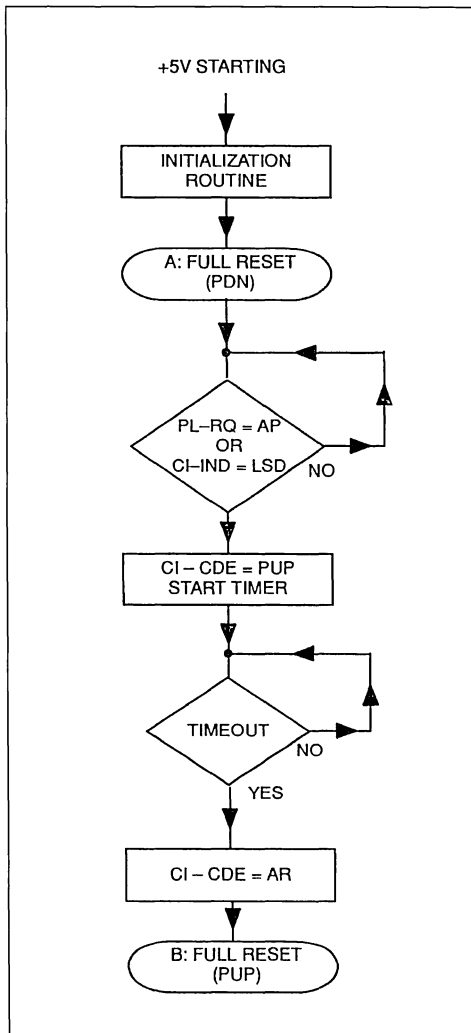 +5V STARTING
INITIALIZATION
ROUTINE
A: FULL RESET
(PDN)
PL–RQ = AP
OR
CI–IND = LSD
NO
CI – CDE = PUP
START TIMER
TIMEOUT
NO
YES
CI – CDE = AR
B: FULL RESET
(PUP)